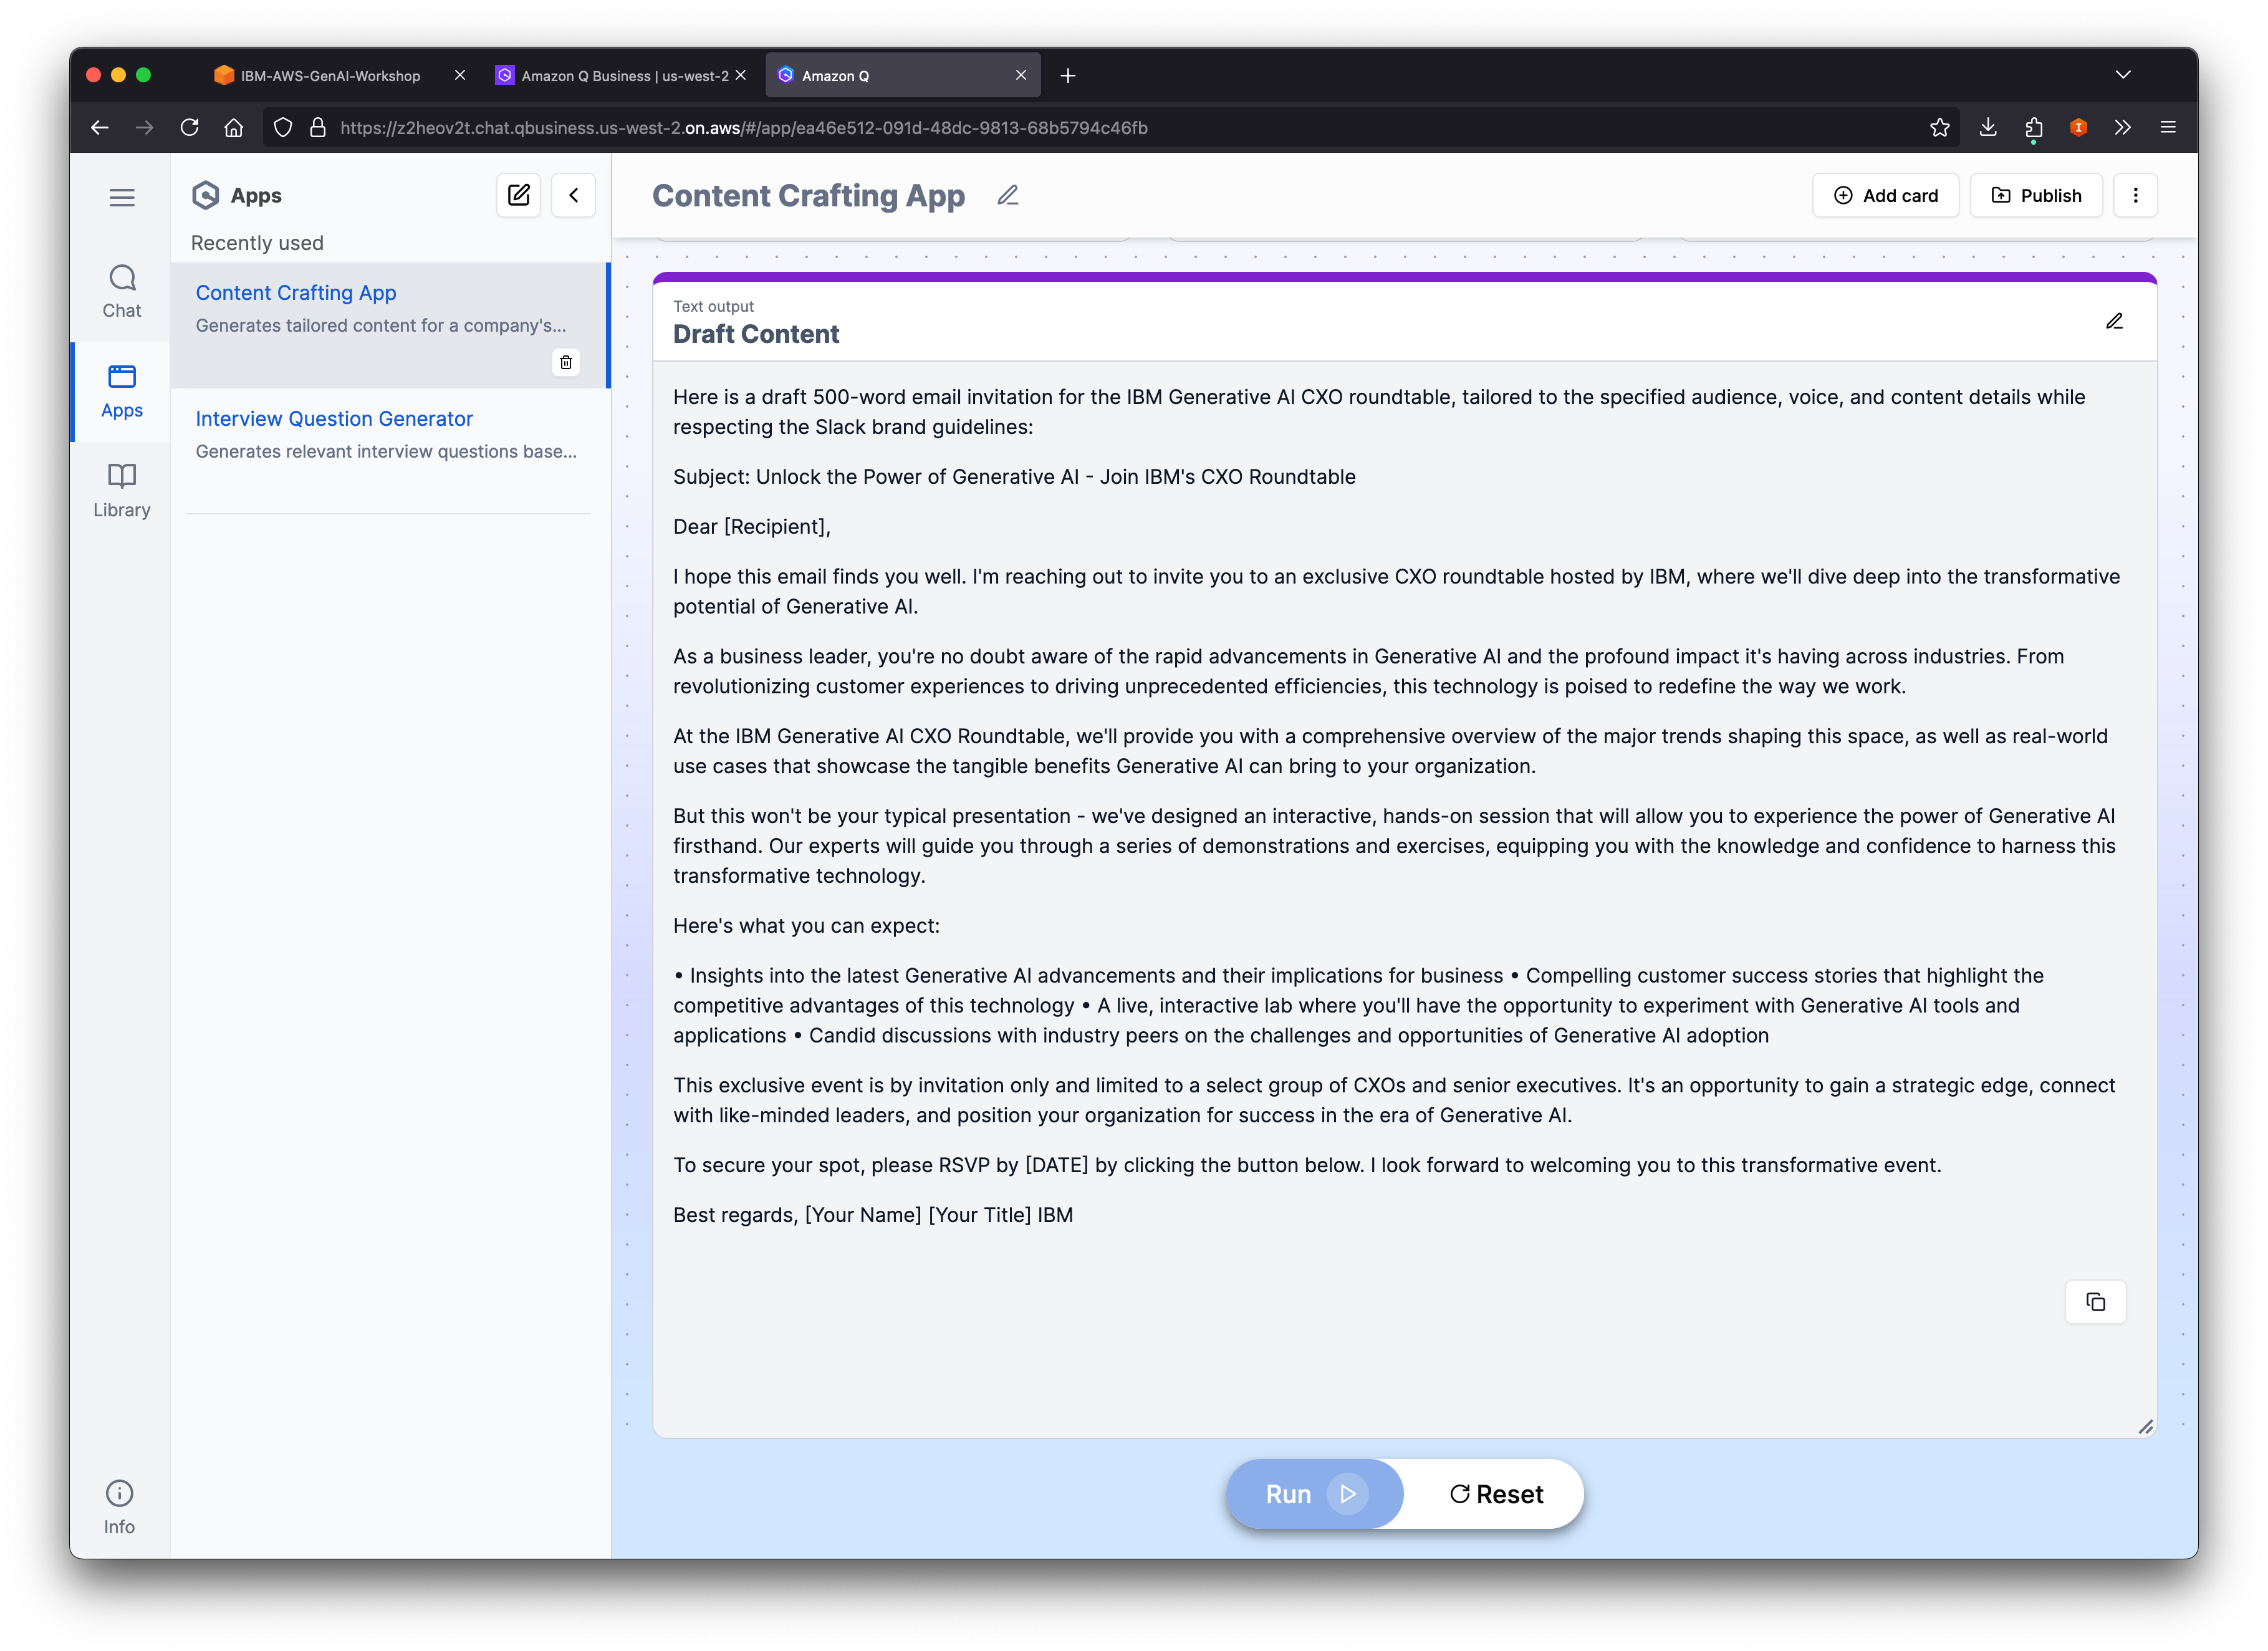 IBM-AWS-GenAI-Workshop
Amazon Q Business | us-west-2
Amazon Q
https://z2heov2t.chat.qbusiness.us-west-2.on.aws/#/app/ea46e512-091d-48dc-9813-68b5794c46fb
I
Chat
Apps
Library
Info
Apps
Recently used
Content Crafting App
Generates tailored content for a company's...
Interview Question Generator
Generates relevant interview questions base...
Content Crafting App
Add card
Publish
Text output
Draft Content
Here is a draft 500-word email invitation for the IBM Generative AI CXO roundtable, tailored to the specified audience, voice, and content details while
respecting the Slack brand guidelines:
Subject: Unlock the Power of Generative AI - Join IBM's CXO Roundtable
Dear [Recipient],
I hope this email finds you well. I'm reaching out to invite you to an exclusive CXO roundtable hosted by IBM, where we'll dive deep into the transformative
potential of Generative AI.
As a business leader, you're no doubt aware of the rapid advancements in Generative AI and the profound impact it's having across industries. From
revolutionizing customer experiences to driving unprecedented efficiencies, this technology is poised to redefine the way we work.
At the IBM Generative AI CXO Roundtable, we'll provide you with a comprehensive overview of the major trends shaping this space, as well as real-world
use cases that showcase the tangible benefits Generative AI can bring to your organization.
But this won't be your typical presentation - we've designed an interactive, hands-on session that will allow you to experience the power of Generative AI
firsthand. Our experts will guide you through a series of demonstrations and exercises, equipping you with the knowledge and confidence to harness this
transformative technology.
Here's what you can expect:
• Insights into the latest Generative AI advancements and their implications for business • Compelling customer success stories that highlight the
competitive advantages of this technology • A live, interactive lab where you'll have the opportunity to experiment with Generative AI tools and
applications • Candid discussions with industry peers on the challenges and opportunities of Generative AI adoption
This exclusive event is by invitation only and limited to a select group of CXOs and senior executives. It's an opportunity to gain a strategic edge, connect
with like-minded leaders, and position your organization for success in the era of Generative AI.
To secure your spot, please RSVP by [DATE] by clicking the button below. I look forward to welcoming you to this transformative event.
Best regards, [Your Name] [Your Title] IBM
Run
Reset